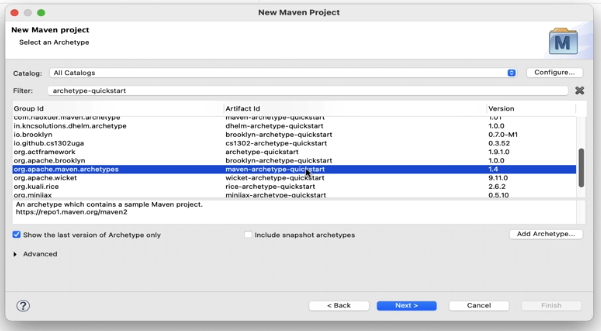 New Maven Project
New Maven project
Select an Archetype
M
Catalog: All Catalogs Configure...
Filter: archetype-quickstart
Group Id Artifact Id Version
com.haoxuer.maven.archetype maven-archetype-quickstart 1.01
in.kncsolutions.dhelm.archetype dhelm-archetype-quickstart 1.0.0
io.brooklyn brooklyn-archetype-quickstart 0.7.0-M1
io.github.cs1302uga cs1302-archetype-quickstart 0.3.52
org.actframework archetype-quickstart 1.9.1.0
org.apache.brooklyn brooklyn-archetype-quickstart 1.0.0
org.apache.maven.archetypes maven-archetype-quickstart 1.4
org.apache.wicket wicket-archetype-quickstart 9.11.0
org.kuali.rice rice-archetype-quickstart 2.6.2
org.minijax minijax-archetype-quickstart 0.5.10
An archetype which contains a sample Maven project.
https://repo1.maven.org/maven2
Show the last version of Archetype only Include snapshot archetypes Add Archetype...
Advanced
? < Back Next > Cancel Finish